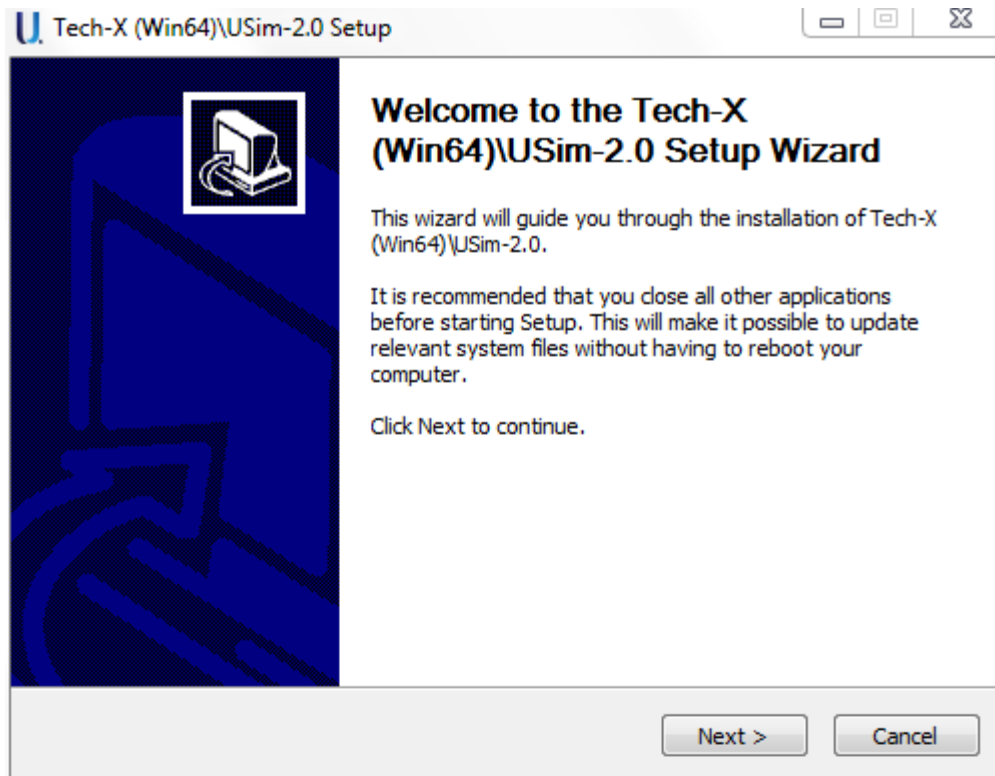 Tech-X (Win64)\USim-2.0 Setup
Welcome to the Tech-X
(Win64)\USim-2.0 Setup Wizard
This wizard will guide you through the installation of Tech-X
(Win64)\USim-2.0.
It is recommended that you close all other applications
before starting Setup. This will make it possible to update
relevant system files without having to reboot your
computer.
Click Next to continue.
Next >
Cancel